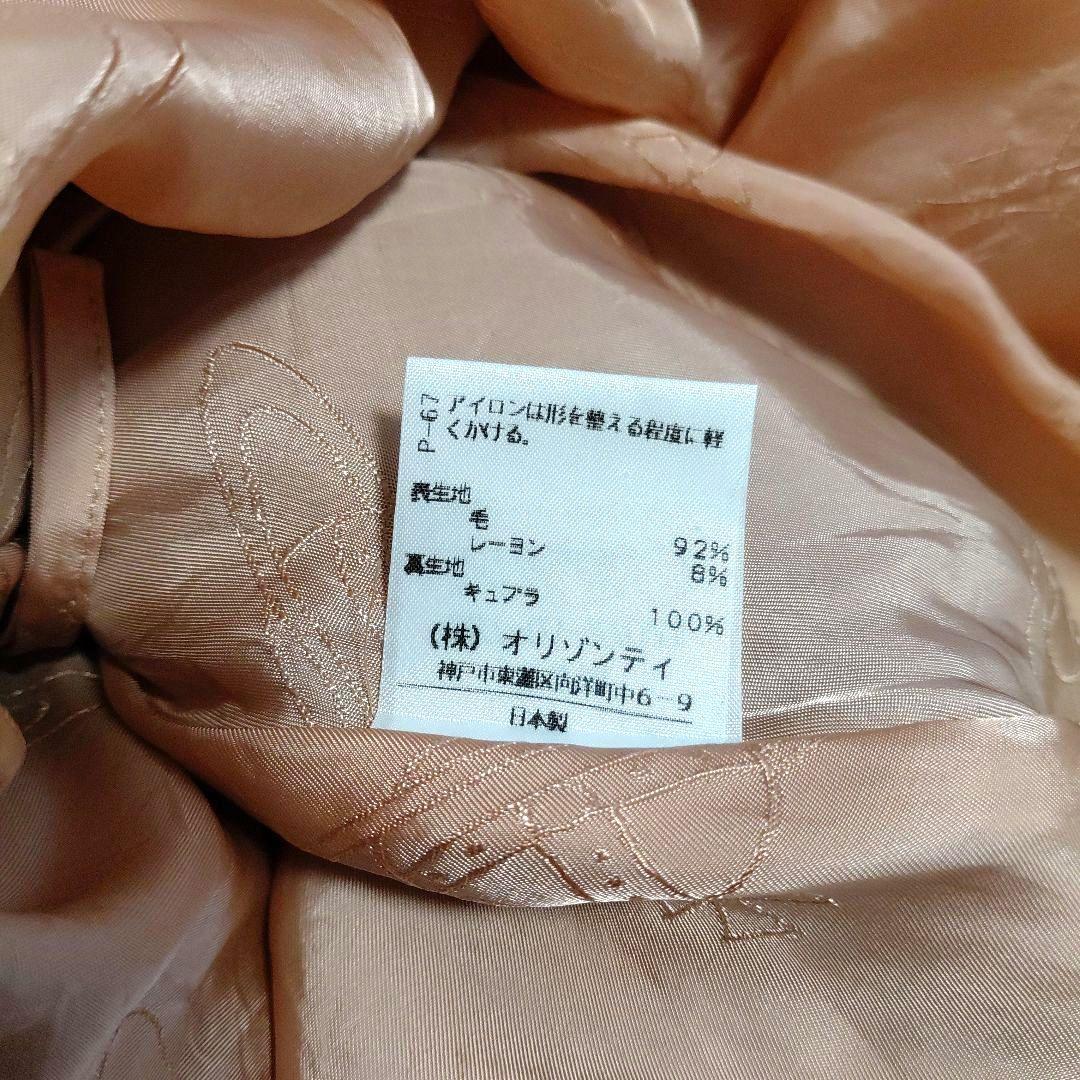 P-67
アイロンは形を整える程度に軽
くかける。
表生地
毛 92%
レーヨン 8%
裏生地
キュプラ 100%
(株) オリゾンティ
神戸市東灘区向洋町中6-9
日本製